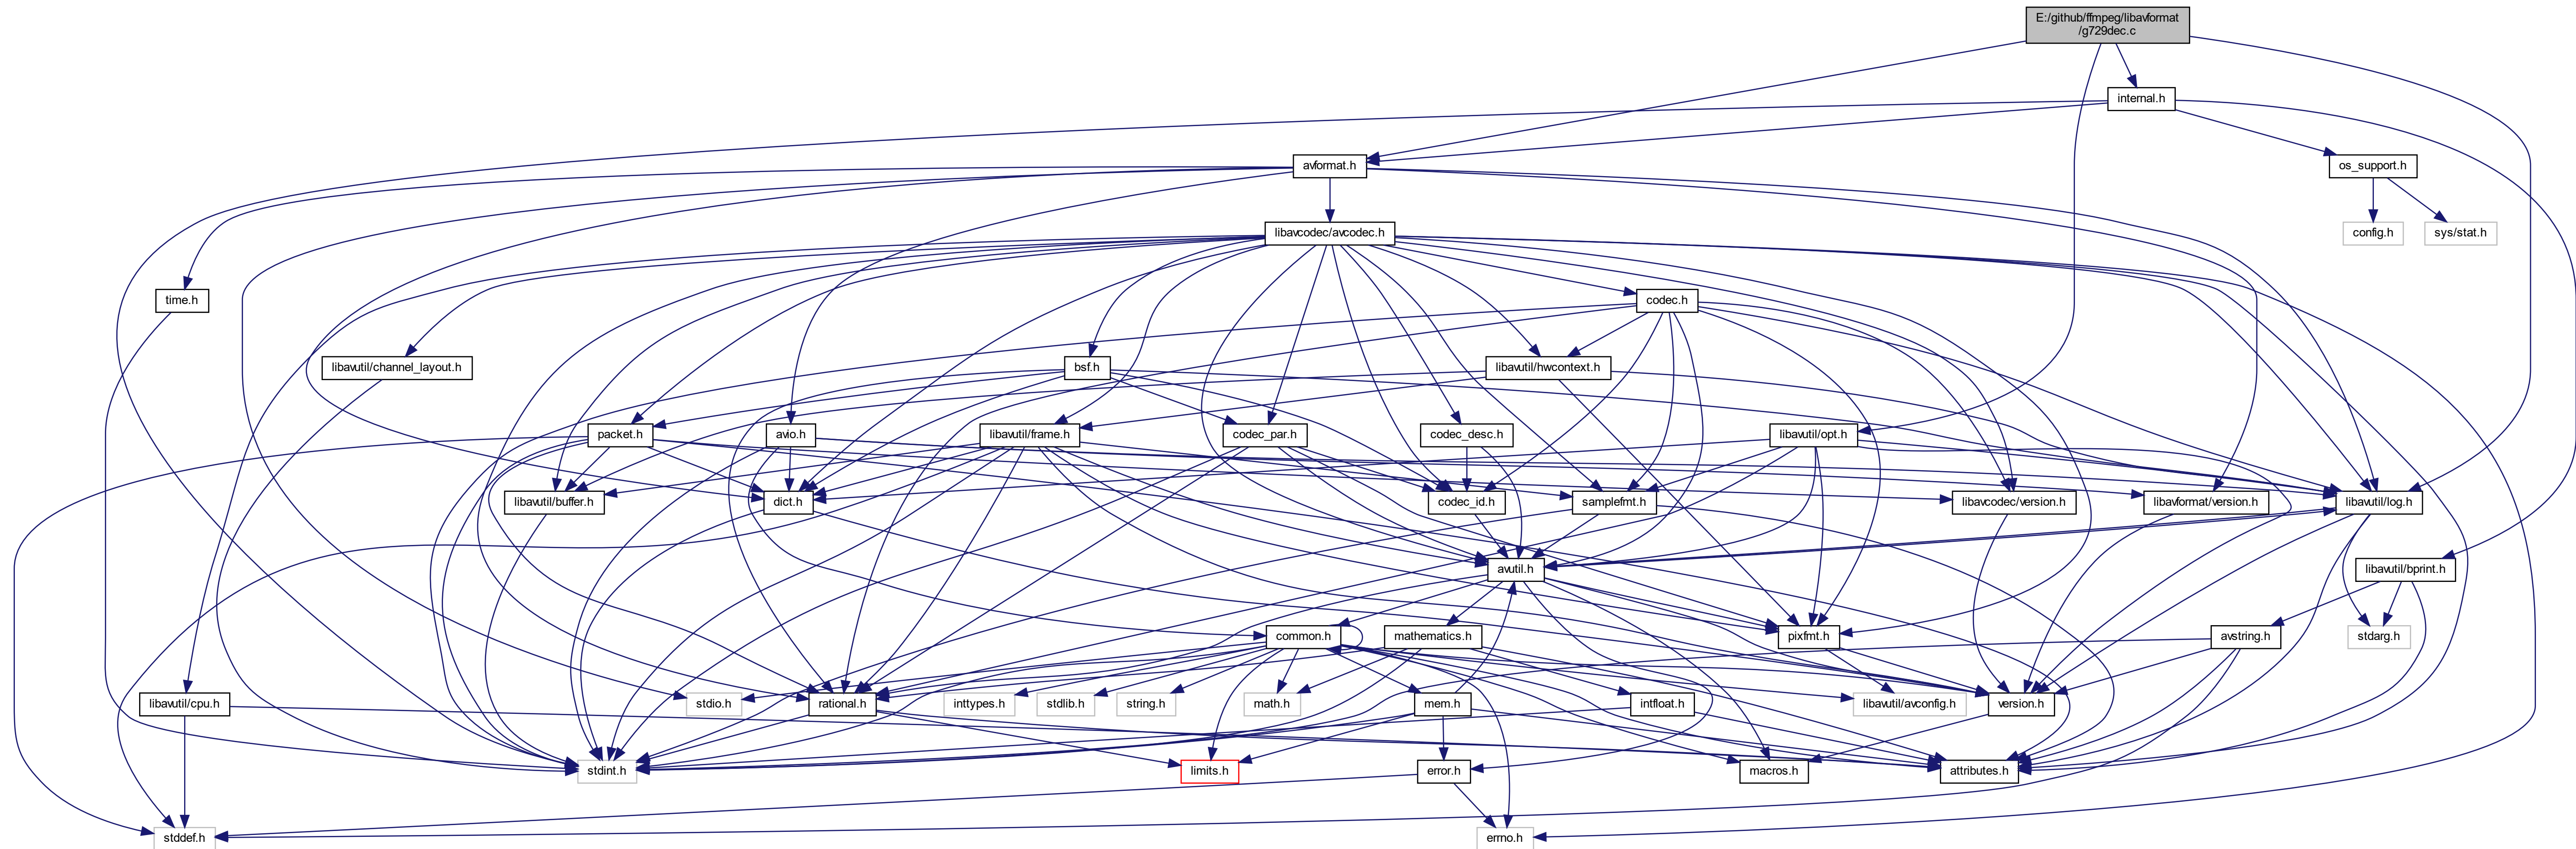 E:/github/ffmpeg/libavformat
/g729dec.c
internal.h
avformat.h
os_support.h
libavcodec/avcodec.h
config.h
sys/stat.h
time.h
codec.h
libavutil/channel_layout.h
bsf.h
libavutil/hwcontext.h
packet.h
avio.h
libavutil/frame.h
codec_par.h
codec_desc.h
libavutil/opt.h
libavutil/buffer.h
dict.h
codec_id.h
samplefmt.h
libavcodec/version.h
libavformat/version.h
libavutil/log.h
avutil.h
libavutil/bprint.h
common.h
mathematics.h
pixfmt.h
avstring.h
stdarg.h
libavutil/cpu.h
stdio.h
rational.h
inttypes.h
stdlib.h
string.h
math.h
mem.h
intfloat.h
libavutil/avconfig.h
version.h
stdint.h
limits.h
error.h
macros.h
attributes.h
stddef.h
errno.h